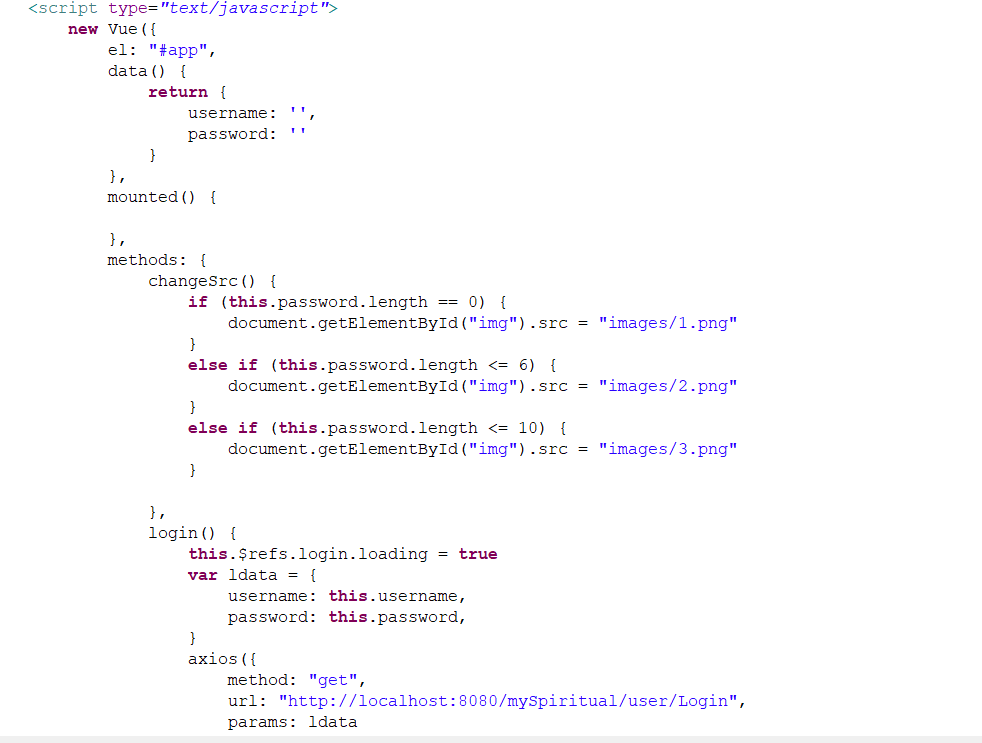 <script type="text/javascript">
    new Vue({
        el: "#app",
        data() {
            return {
                username: '',
                password: ''
            }
        },
        mounted() {

        },
        methods: {
            changeSrc() {
                if (this.password.length == 0) {
                    document.getElementById("img").src = "images/1.png"
                }
                else if (this.password.length <= 6) {
                    document.getElementById("img").src = "images/2.png"
                }
                else if (this.password.length <= 10) {
                    document.getElementById("img").src = "images/3.png"
                }

            },
            login() {
                this.$refs.login.loading = true
                var ldata = {
                    username: this.username,
                    password: this.password,
                }
                axios({
                    method: "get",
                    url: "http://localhost:8080/mySpiritual/user/Login",
                    params: ldata